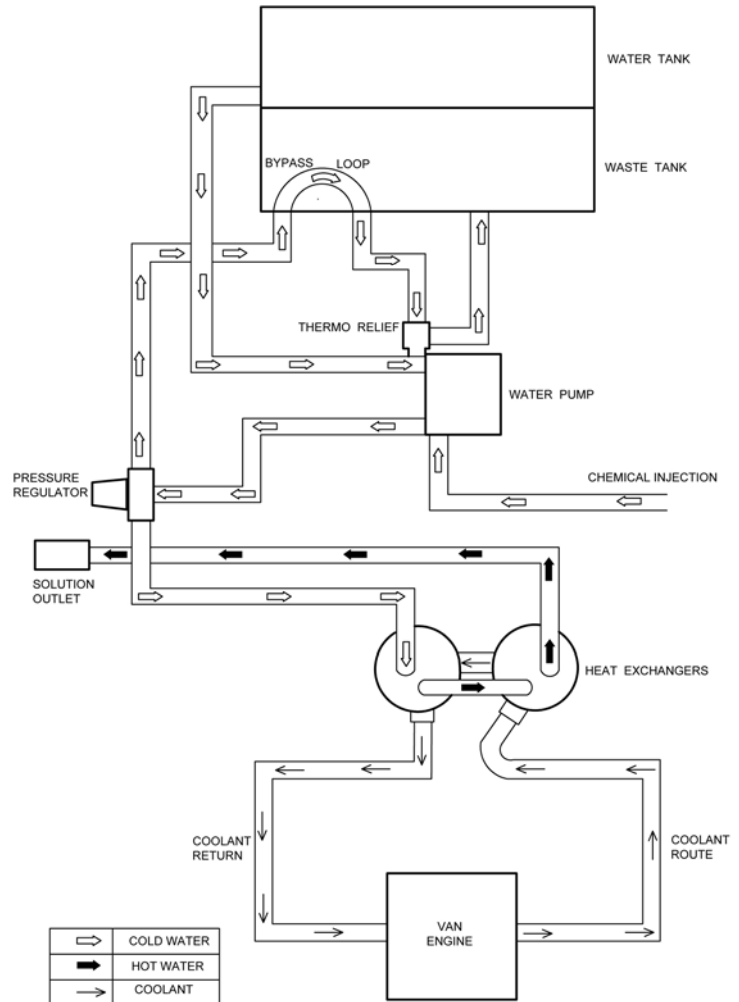 WATER TANK
BYPASS LOOP
WASTE TANK
THERMO RELIEF
WATER PUMP
PRESSURE
REGULATOR
CHEMICAL INJECTION
SOLUTION
OUTLET
HEAT EXCHANGERS
COOLANT
RETURN
COOLANT
ROUTE
VAN
ENGINE
COLD WATER
HOT WATER
COOLANT